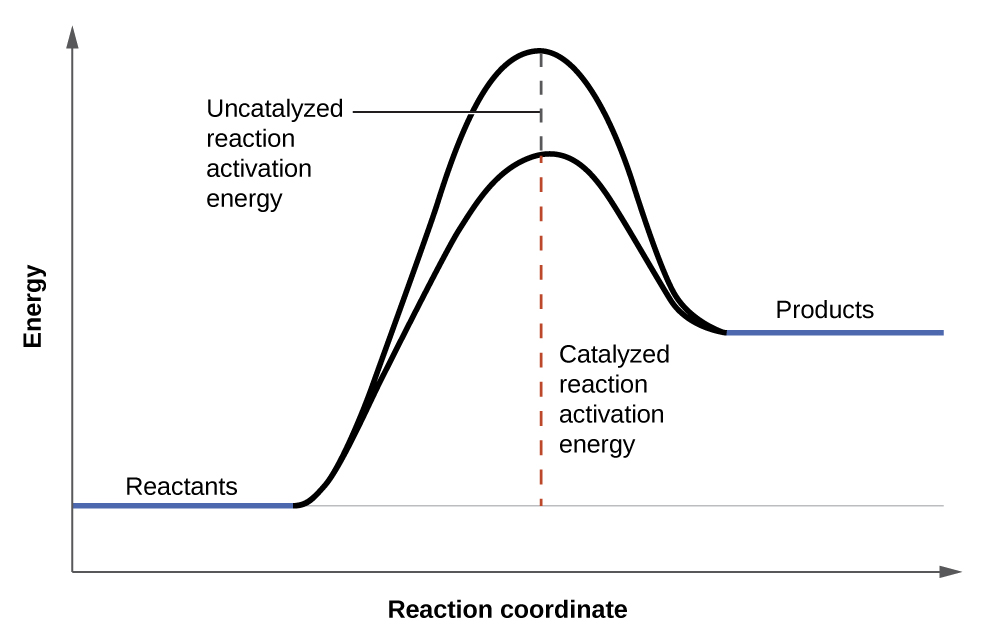 Uncatalyzed
reaction
activation
energy
Energy
Products
Catalyzed
reaction
activation
energy
Reactants
Reaction coordinate